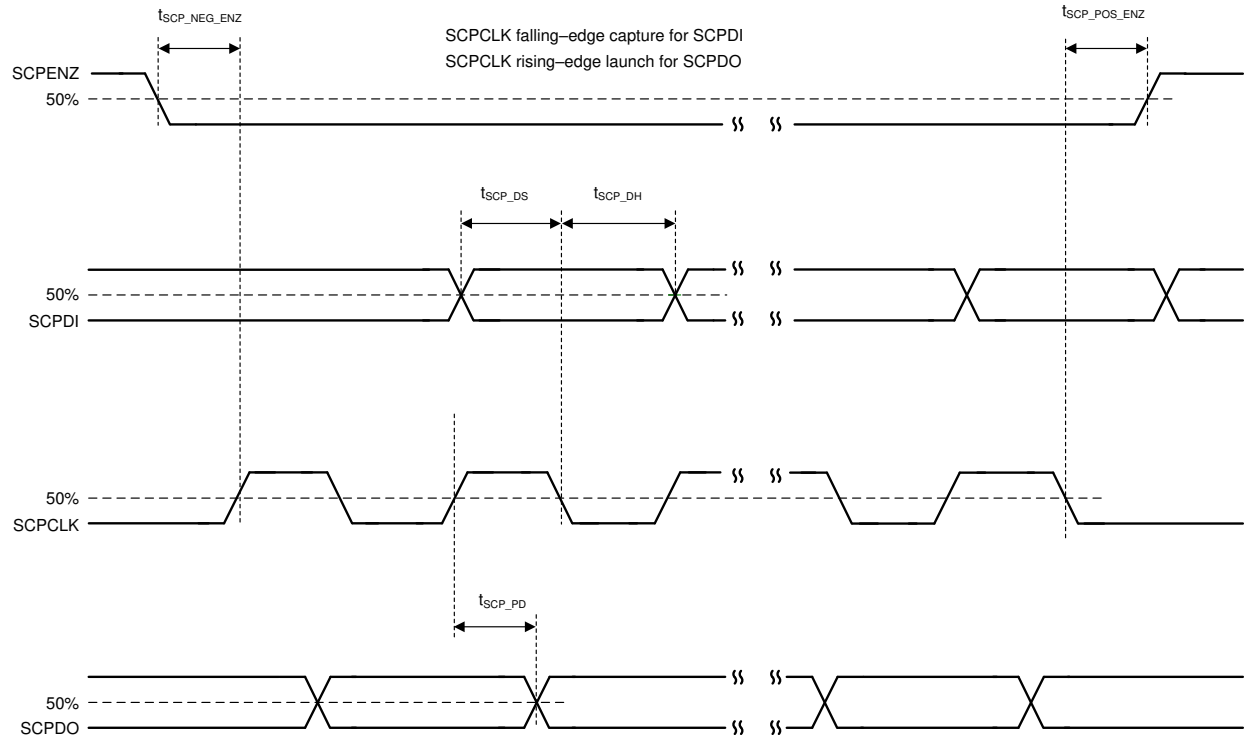 tSCP_NEG_ENZ
tSCP_POS_ENZ
SCPCLK falling–edge capture for SCPDI
SCPCLK rising–edge launch for SCPDO
SCPENZ
50%
tSCP_DS
tSCP_DH
50%
SCPDI
50%
SCPCLK
tSCP_PD
50%
SCPDO